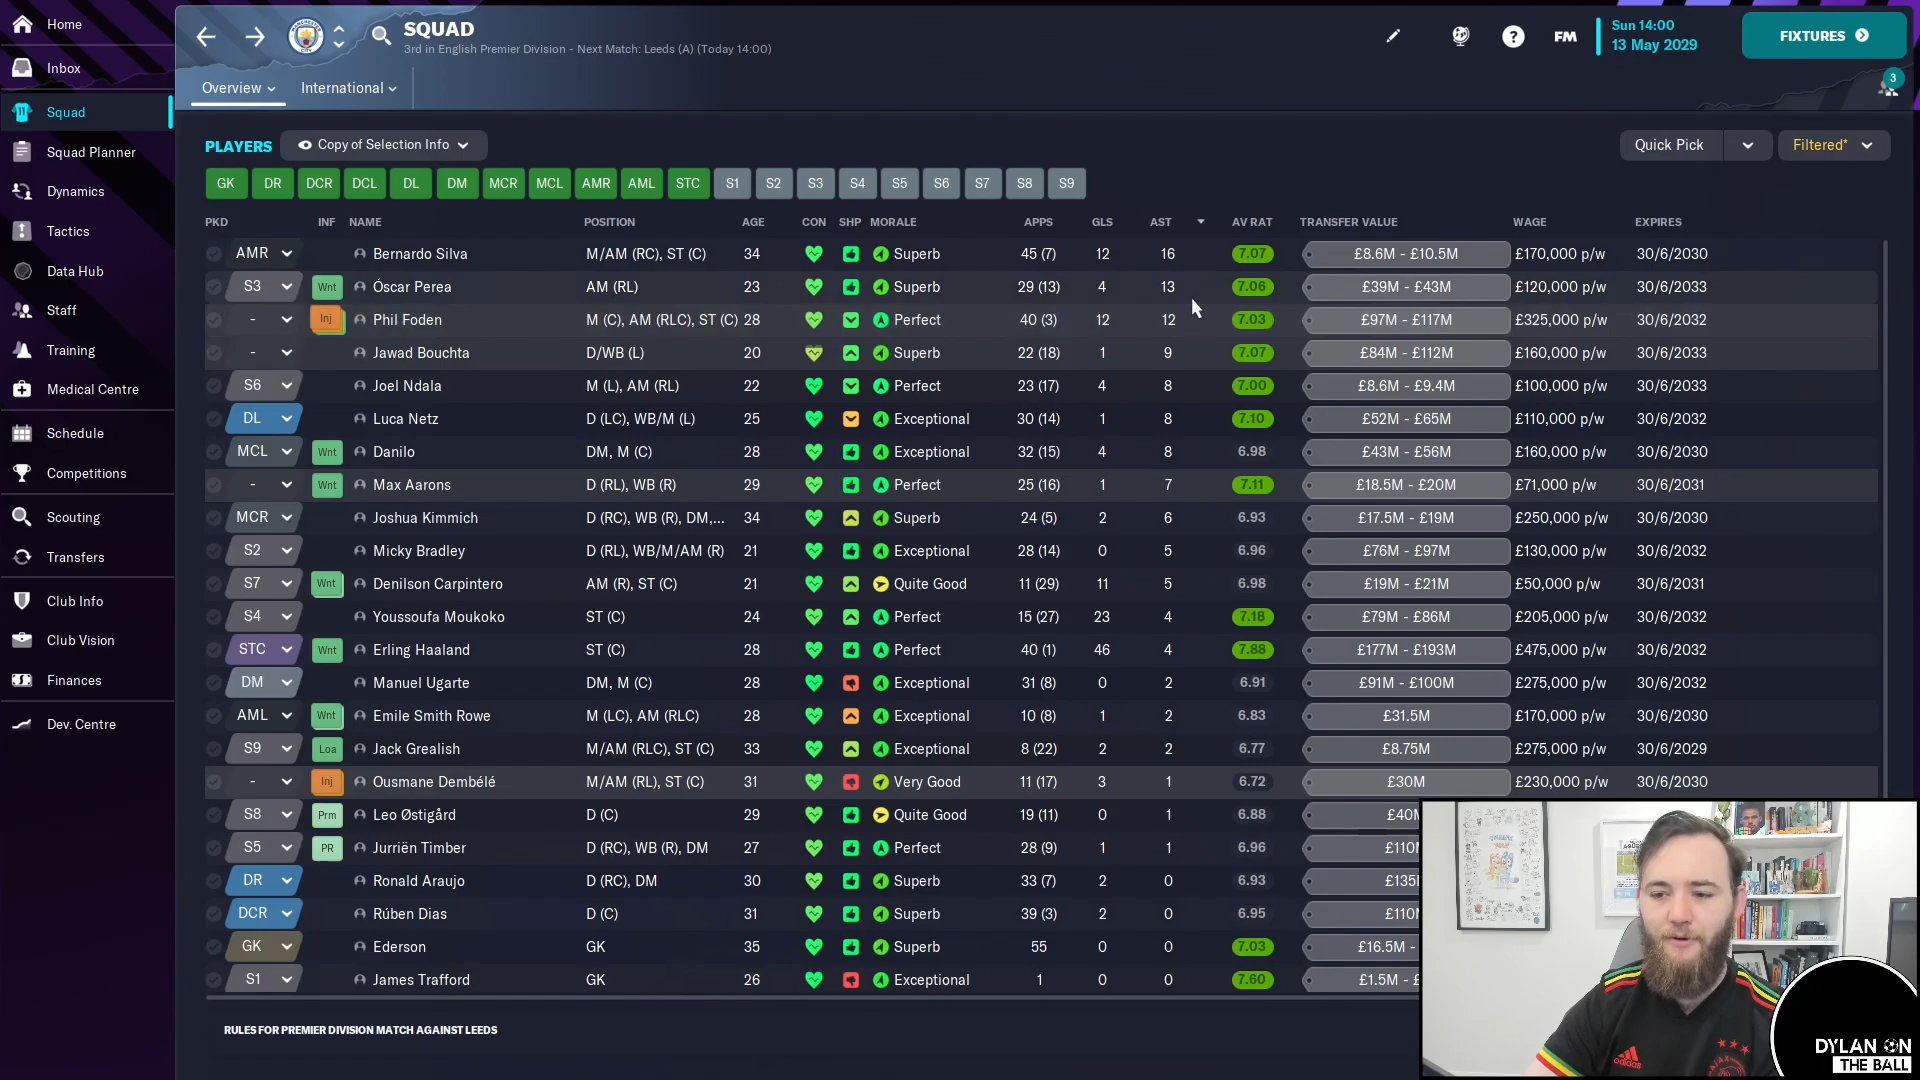 Home
Inbox
Squad
Squad Planner
Dynamics
Tactics
Data Hub
Staff
Training
Medical Centre
Schedule
Competitions
Scouting
Transfers
Club Info
Club Vision
Finances
Dev. Centre
SQUAD
3rd in English Premier Division - Next Match: Leeds (A) (Today 14:00)
FM
Sun 14:00
13 May 2029
FIXTURES
Overview International
3
PLAYERS Copy of Selection Info Quick Pick Filtered*
GK DR DCR DCL DL DM MCR MCL AMR AML STC S1 S2 S3 S4 S5 S6 S7 S8 S9
PKD INF NAME POSITION AGE CON SHP MORALE APPS GLS AST AV RAT TRANSFER VALUE WAGE EXPIRES
AMR Bernardo Silva M/AM (RC), ST (C) 34 Superb 45 (7) 12 16 7.07 £8.6M - £10.5M £170,000 p/w 30/6/2030
S3 Wnt Óscar Perea AM (RL) 23 Superb 29 (13) 4 13 7.06 £39M - £43M £120,000 p/w 30/6/2033
- Inj Phil Foden M (C), AM (RLC), ST (C) 28 Perfect 40 (3) 12 12 7.03 £97M - £117M £325,000 p/w 30/6/2032
- Jawad Bouchta D/WB (L) 20 Superb 22 (18) 1 9 7.07 £84M - £112M £160,000 p/w 30/6/2033
S6 Joel Ndala M (L), AM (RL) 22 Perfect 23 (17) 4 8 7.00 £8.6M - £9.4M £100,000 p/w 30/6/2033
DL Luca Netz D (LC), WB/M (L) 25 Exceptional 30 (14) 1 8 7.10 £52M - £65M £110,000 p/w 30/6/2032
MCL Wnt Danilo DM, M (C) 28 Exceptional 32 (15) 4 8 6.98 £43M - £56M £160,000 p/w 30/6/2030
- Wnt Max Aarons D (RL), WB (R) 29 Perfect 25 (16) 1 7 7.11 £18.5M - £20M £71,000 p/w 30/6/2031
MCR Joshua Kimmich D (RC), WB (R), DM,... 34 Superb 24 (5) 2 6 6.93 £17.5M - £19M £250,000 p/w 30/6/2030
S2 Micky Bradley D (RL), WB/M/AM (R) 21 Exceptional 28 (14) 0 5 6.96 £76M - £97M £130,000 p/w 30/6/2032
S7 Wnt Denilson Carpintero AM (R), ST (C) 21 Quite Good 11 (29) 11 5 6.98 £19M - £21M £50,000 p/w 30/6/2031
S4 Youssoufa Moukoko ST (C) 24 Perfect 15 (27) 23 4 7.18 £79M - £86M £205,000 p/w 30/6/2032
STC Wnt Erling Haaland ST (C) 28 Perfect 40 (1) 46 4 7.88 £177M - £193M £475,000 p/w 30/6/2032
DM Manuel Ugarte DM, M (C) 28 Exceptional 31 (8) 0 2 6.91 £91M - £100M £275,000 p/w 30/6/2032
AML Wnt Emile Smith Rowe M (LC), AM (RLC) 28 Exceptional 10 (8) 1 2 6.83 £31.5M £170,000 p/w 30/6/2030
S9 Loa Jack Grealish M/AM (RLC), ST (C) 33 Exceptional 8 (22) 2 2 6.77 £8.75M £275,000 p/w 30/6/2029
- Inj Ousmane Dembélé M/AM (RL), ST (C) 31 Very Good 11 (17) 3 1 6.72 £30M £230,000 p/w 30/6/2030
S8 Prm Leo Østigård D (C) 29 Quite Good 19 (11) 0 1 6.88 £40M
S5 PR Jurriën Timber D (RC), WB (R), DM 27 Perfect 28 (9) 1 1 6.96 £110M
DR Ronald Araujo D (RC), DM 30 Superb 33 (7) 2 0 6.93 £135M
DCR Rúben Dias D (C) 31 Superb 39 (3) 2 0 6.95 £110M
GK Ederson GK 35 Superb 55 0 0 7.03 £16.5M -
S1 James Trafford GK 26 Exceptional 1 0 0 7.60 £1.5M - £
RULES FOR PREMIER DIVISION MATCH AGAINST LEEDS
adidas
DYLAN ON
THE BALL